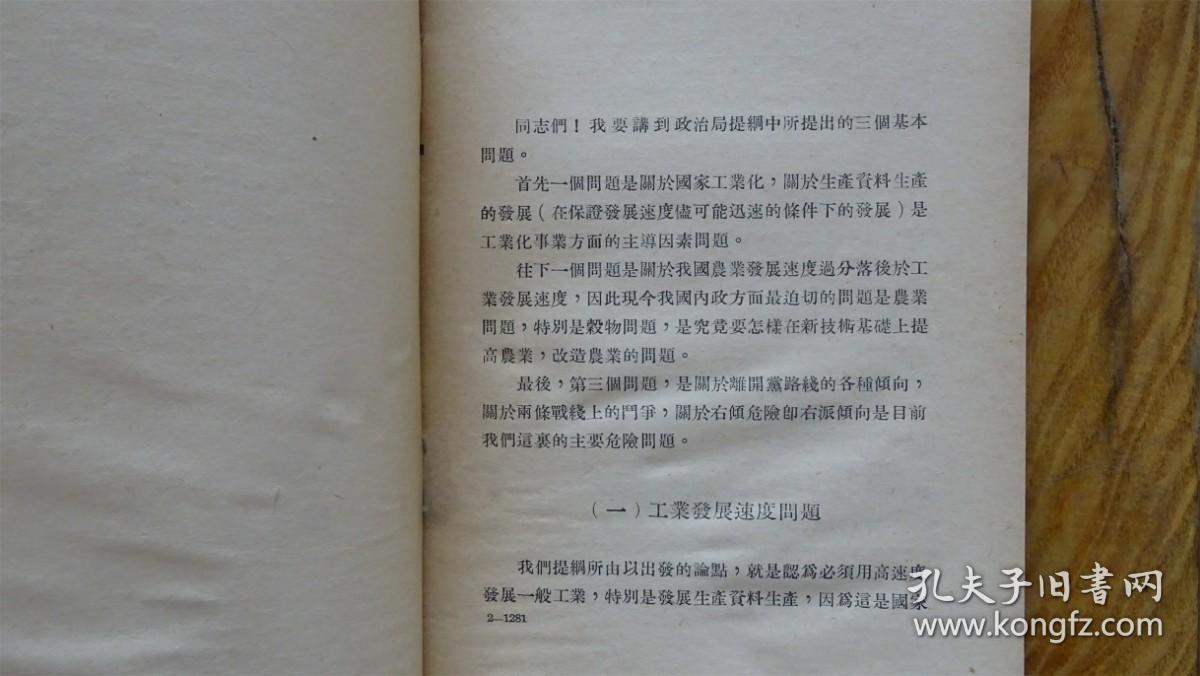 同志們！我要講到政治局提綱中所提出的三個基本
問題。
首先一個問題是關於國家工業化，關於生產資料生產
的發展（在保證發展速度儘可能迅速的條件下的發展）是
工業化事業方面的主導因素問題。
往下一個問題是關於我國農業發展速度過分落後於工
業發展速度，因此現今我國內政方面最迫切的問題是農業
問題，特別是穀物問題，是究竟要怎樣在新技術基礎上提
高農業，改造農業的問題。
最後，第三個問題，是關於離開黨路綫的各種傾向，
關於兩條戰綫上的鬥爭，關於右傾危險卽右派傾向是目前
我們這裏的主要危險問題。
（一）工業發展速度問題
我們提綱所由以出發的論點，就是認爲必須用高速度
發展一般工業，特別是發展生產資料生產，因爲這是國家
2—1281
孔夫子旧书网
www.kongfz.com